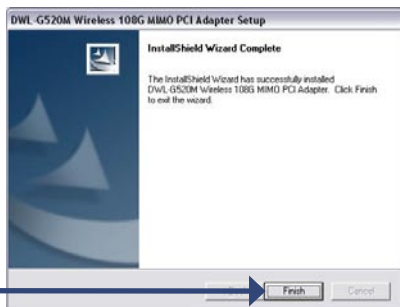 DWL-G520M Wireless 108G MIMO PCI Adapter Setup
InstallShield Wizard Complete
The InstallShield Wizard has successfully installed
DWL-G520M Wireless 108G MIMO PCI Adapter. Click Finish
to exit the wizard.
Finish
Cancel